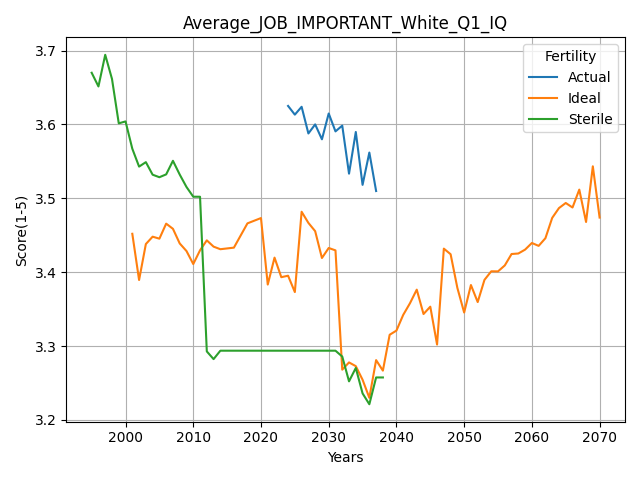 Average_JOB_IMPORTANT_White_Q1_IQ
Fertility
Actual
Ideal
Sterile
Score(1-5)
3.7
3.6
3.5
3.4
3.3
3.2
2000 2010 2020 2030 2040 2050 2060 2070
Years